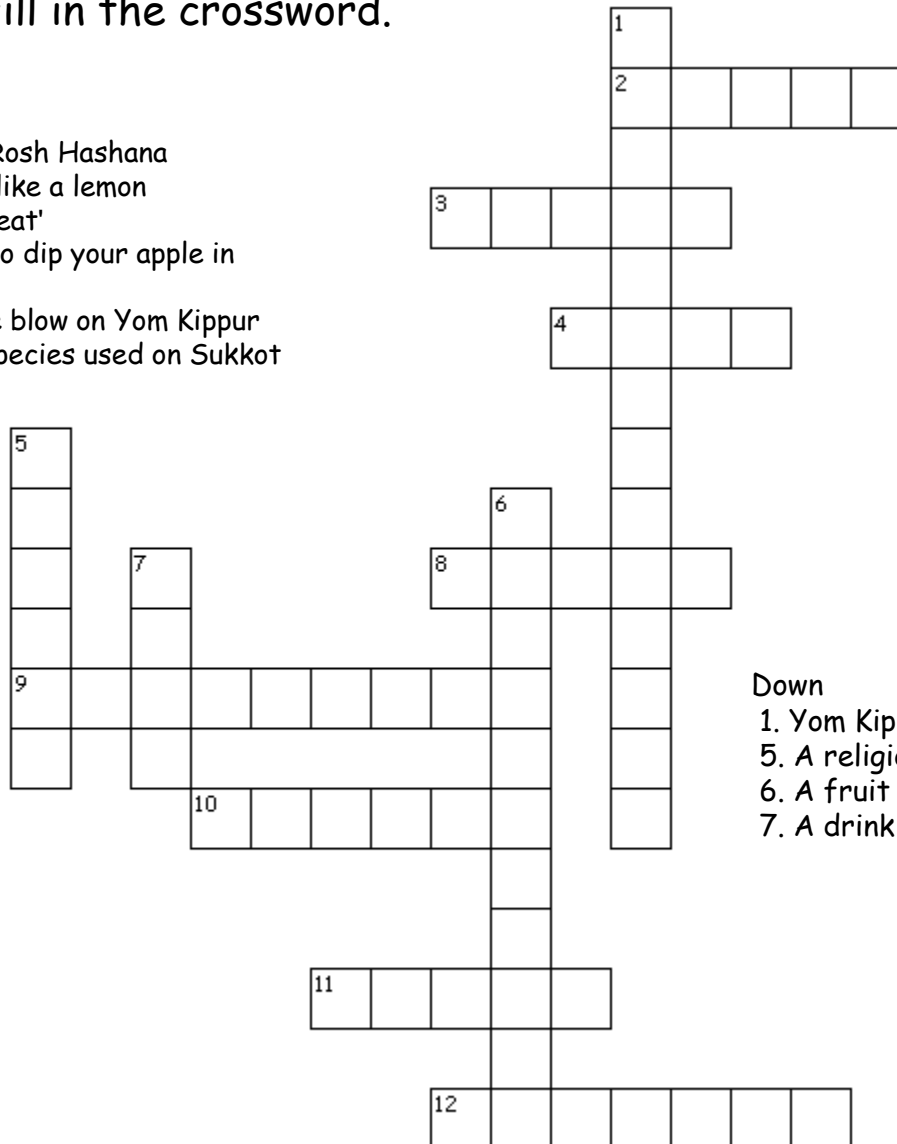 ill in the crossword.
Rosh Hashana
like a lemon
eat'
o dip your apple in
blow on Yom Kippur
pecies used on Sukkot
1
2
3
4
5
6
7
8
9
10
11
12
Down
1. Yom Kip
5. A religi
6. A fruit
7. A drink